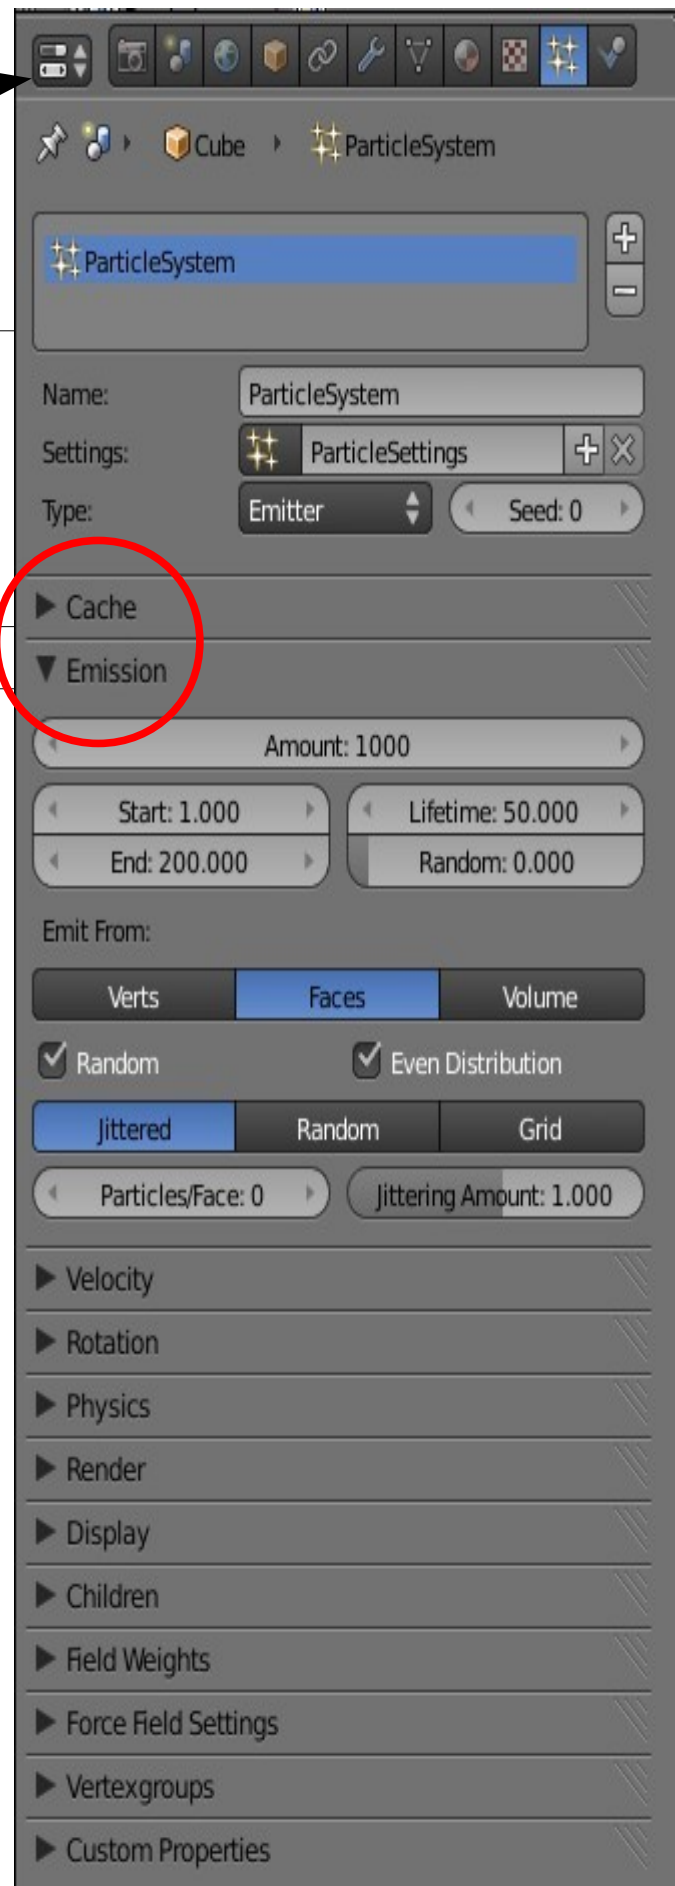 Cube ParticleSystem
ParticleSystem
Name: ParticleSystem
Settings: ParticleSettings
Type: Emitter Seed: 0
Cache
Emission
Amount: 1000
Start: 1.000 Lifetime: 50.000
End: 200.000 Random: 0.000
Emit From:
Verts Faces Volume
Random Even Distribution
Jittered Random Grid
Particles/Face: 0 Jittering Amount: 1.000
Velocity
Rotation
Physics
Render
Display
Children
Field Weights
Force Field Settings
Vertexgroups
Custom Properties